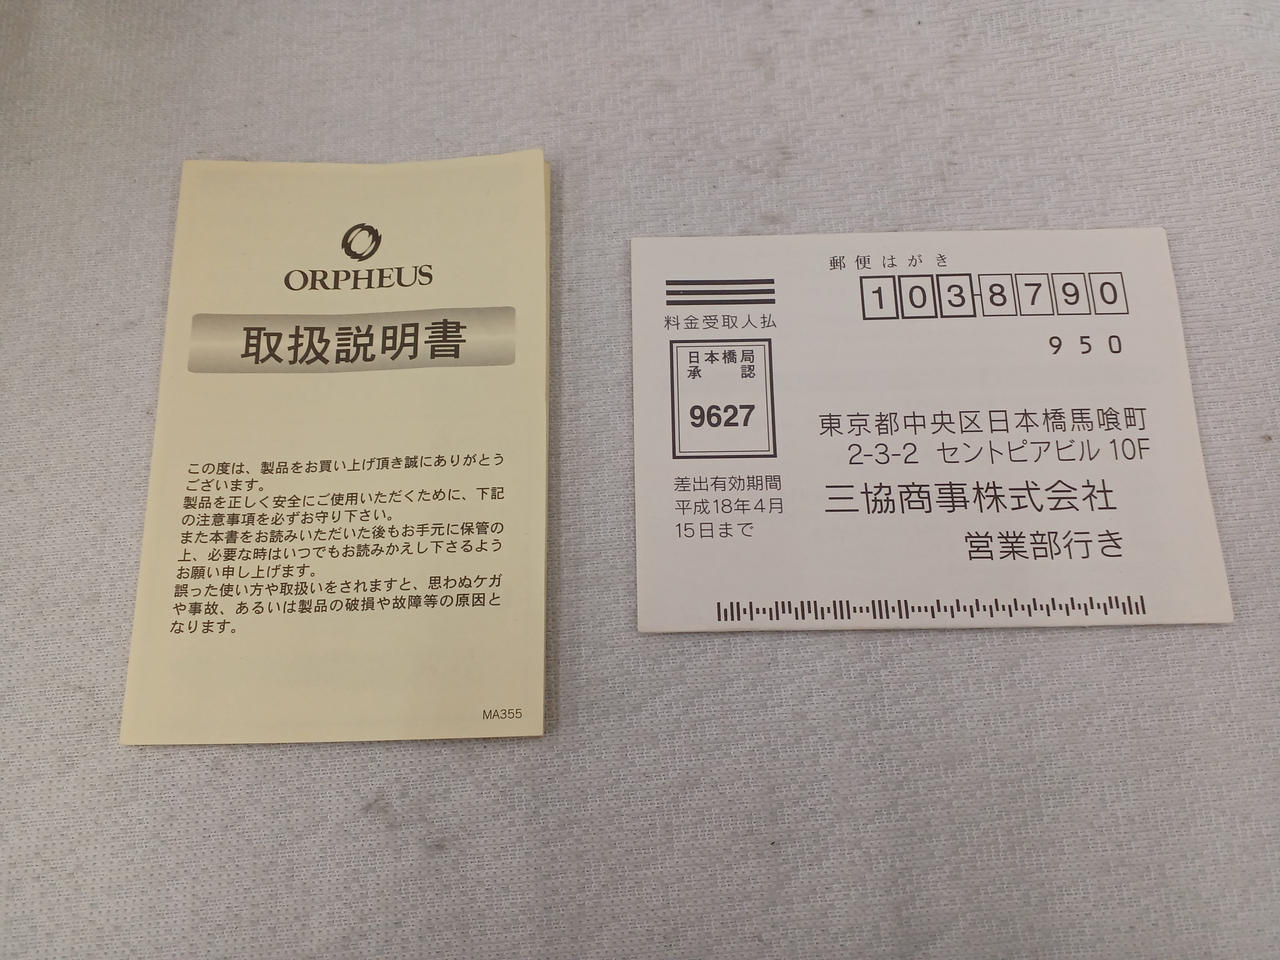 ORPHEUS
取扱説明書
この度は、製品をお買い上げ頂き誠にありがとう
ございます。
製品を正しく安全にご使用いただくために、下記
の注意事項を必ずお守り下さい。
また本書をお読みいただいた後もお手元に保管の
上、必要な時はいつでもお読みかえし下さるよう
お願い申し上げます。
誤った使い方や取扱いをされますと、思わぬケガ
や事故、あるいは製品の破損や故障等の原因と
なります。
MA355
郵便はがき
103-8790
950
料金受取人払
日本橋局
承認
9627
差出有効期間
平成18年4月
15日まで
東京都中央区日本橋馬喰町
2-3-2 セントピアビル 10F
三協商事株式会社
営業部行き